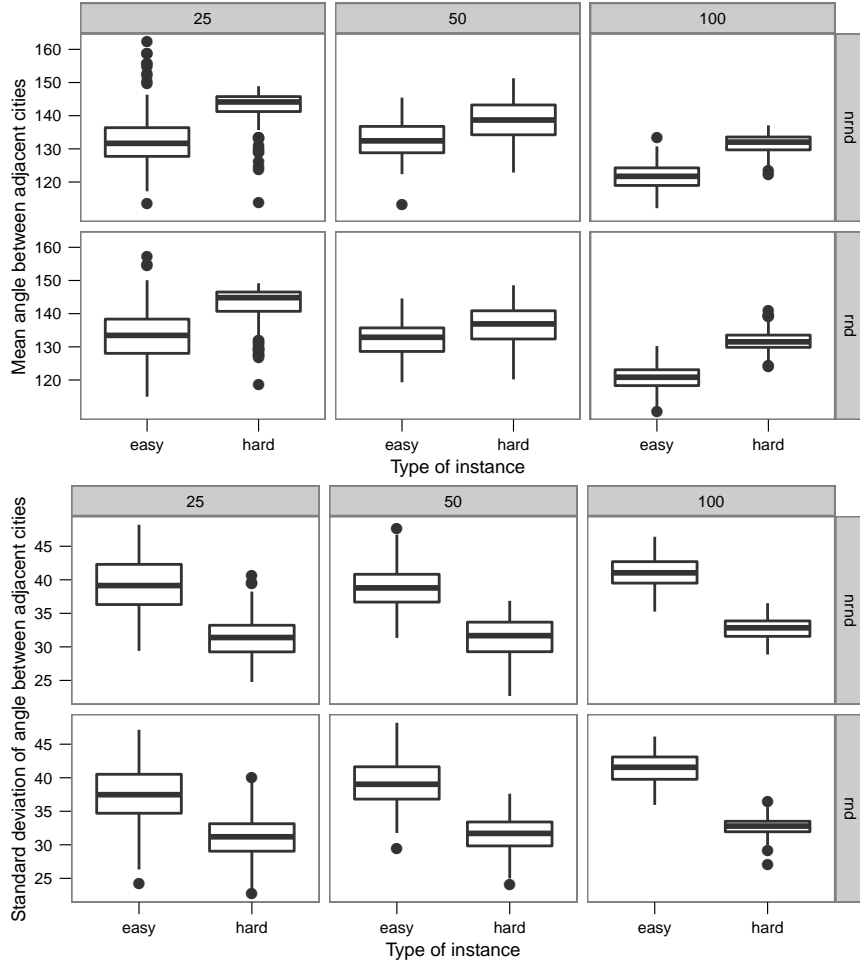 25 50 100
Mean angle between adjacent cities
160
150
140
130
120
nrnd
160
150
140
130
120
rnd
easy hard easy hard easy hard
Type of instance
25 50 100
Standard deviation of angle between adjacent cities
45
40
35
30
25
nrnd
45
40
35
30
25
rnd
easy hard easy hard easy hard
Type of instance